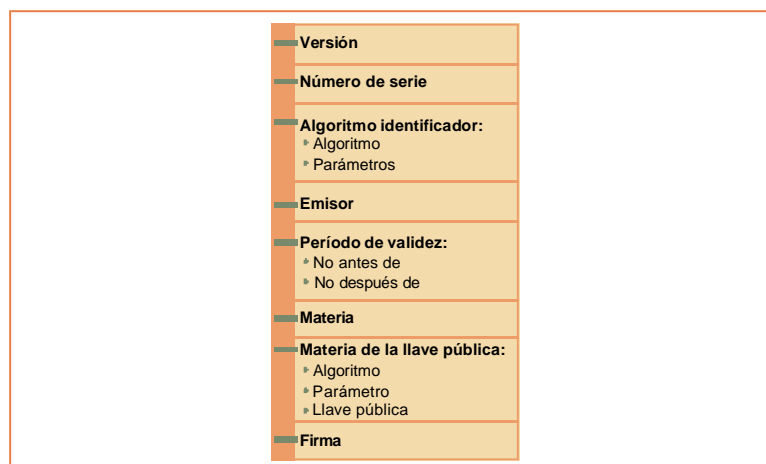 Versión
Número de serie
Algoritmo identificador:
Algoritmo
Parámetros
Emisor
Período de validez:
No antes de
No después de
Materia
Materia de la llave pública:
Algoritmo
Parámetro
Llave pública
Firma